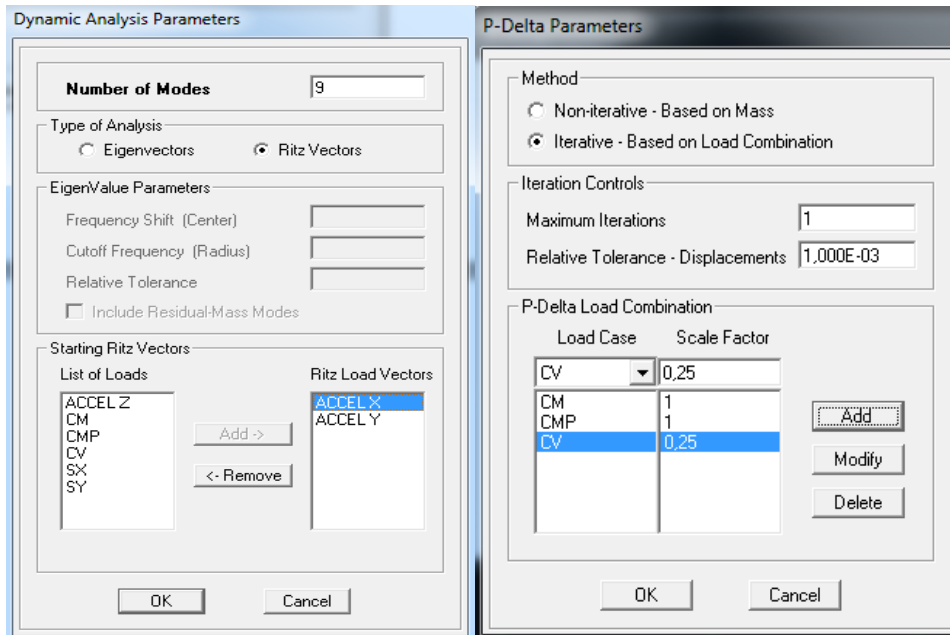 Dynamic Analysis Parameters
Number of Modes 9
Type of Analysis
Eigenvectors Ritz Vectors
EigenValue Parameters
Frequency Shift (Center)
Cutoff Frequency (Radius)
Relative Tolerance
Include Residual-Mass Modes
Starting Ritz Vectors
List of Loads Ritz Load Vectors
ACCEL Z
CM
CMP
CV
SX
SY
Add ->
<- Remove
ACCEL X
ACCEL Y
OK Cancel
P-Delta Parameters
Method
Non-iterative - Based on Mass
Iterative - Based on Load Combination
Iteration Controls
Maximum Iterations 1
Relative Tolerance - Displacements 1,000E-03
P-Delta Load Combination
Load Case Scale Factor
CV 0,25
CM 1
CMP 1
CV 0,25
Add
Modify
Delete
OK Cancel